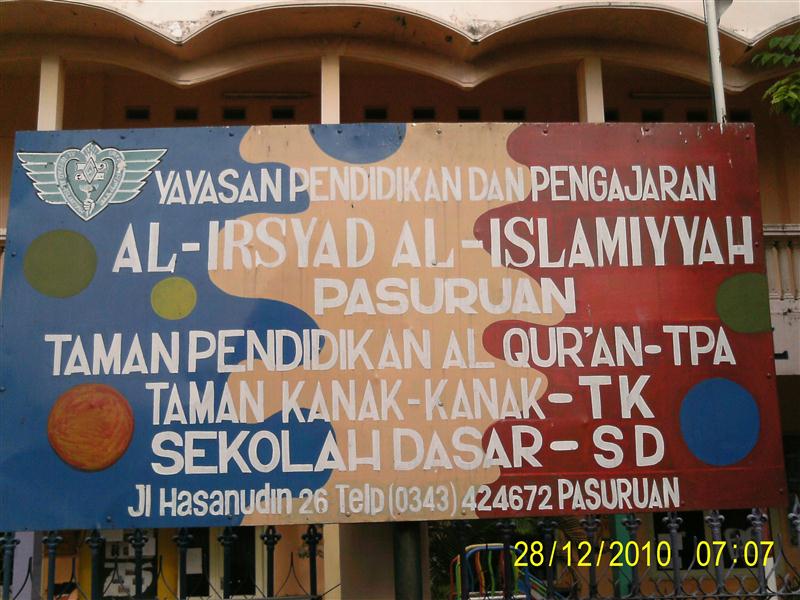 YAYASAN PENDIDIKAN DAN PENGAJARAN
AL-IRSYAD AL-ISLAMIYYAH
PASURUAN
TAMAN PENDIDIKAN AL QUR'AN-TPA
TAMAN KANAK-KANAK-TK
SEKOLAH DASAR-SD
Jl Hasanudin 26 Telp (0343) 424672 PASURUAN
28/12/2010 07:07